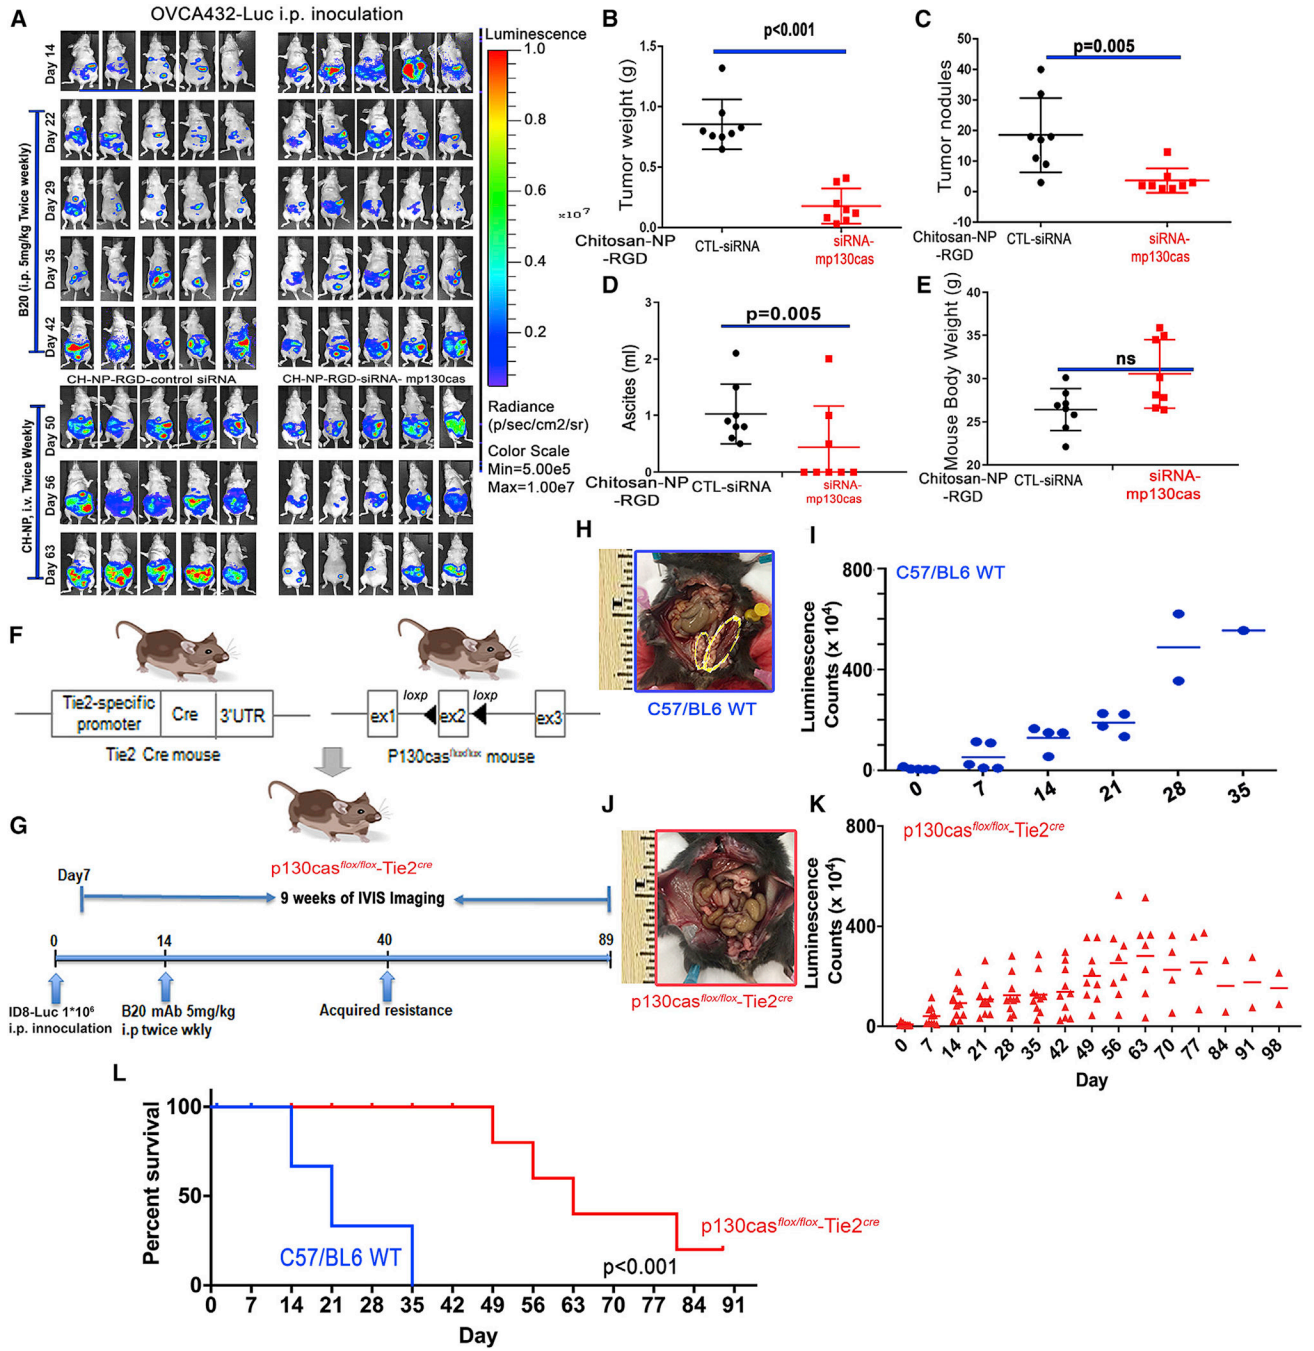 A
OVCA432-Luc i.p. inoculation
Day 14
Day 22
Day 29
Day 35
Day 42
B20 (i.p. 5mg/kg Twice weekly)
CH-NP-RGD-control siRNA
CH-NP-RGD-siRNA- mp130cas
Day 50
Day 56
Day 63
CH-NP, i.v. Twice Weekly
Luminescence
1.0
0.8
0.6
0.4
0.2
x10⁷
Radiance
(p/sec/cm2/sr)
Color Scale
Min=5.00e5
Max=1.00e7
B
p<0.001
Tumor weight (g)
1.5
1.0
0.5
0.0
Chitosan-NP
-RGD
CTL-siRNA
siRNA-
mp130cas
C
p=0.005
Tumor nodules
50
40
30
20
10
0
-10
Chitosan-NP
-RGD
CTL-siRNA
siRNA-
mp130cas
D
p=0.005
Ascites (ml)
3
2
1
0
Chitosan-NP
-RGD
CTL-siRNA
siRNA-
mp130cas
E
ns
Mouse Body Weight (g)
40
35
30
25
20
Chitosan-NP
-RGD
CTL-siRNA
siRNA-
mp130cas
F
Tie2-specific
promoter
Cre
3'UTR
Tie2 Cre mouse
loxp
loxp
ex1
ex2
ex3
P130cas flox/flox mouse
p130cas flox/flox-Tie2 cre
G
Day7
9 weeks of IVIS Imaging
0
14
40
89
ID8-Luc 1*10⁶
i.p. innoculation
B20 mAb 5mg/kg
i.p twice wkly
Acquired resistance
H
C57/BL6 WT
I
C57/BL6 WT
Luminescence
Counts (x 10⁴)
800
400
0
0
7
14
21
28
35
J
p130cas flox/flox-Tie2 cre
K
p130cas flox/flox-Tie2 cre
Luminescence
Counts (x 10⁴)
800
400
0
0
7
14
21
28
35
42
49
56
63
70
77
84
91
98
Day
L
Percent survival
100
50
0
C57/BL6 WT
p130cas flox/flox-Tie2 cre
p<0.001
0 7 14 21 28 35 42 49 56 63 70 77 84 91
Day